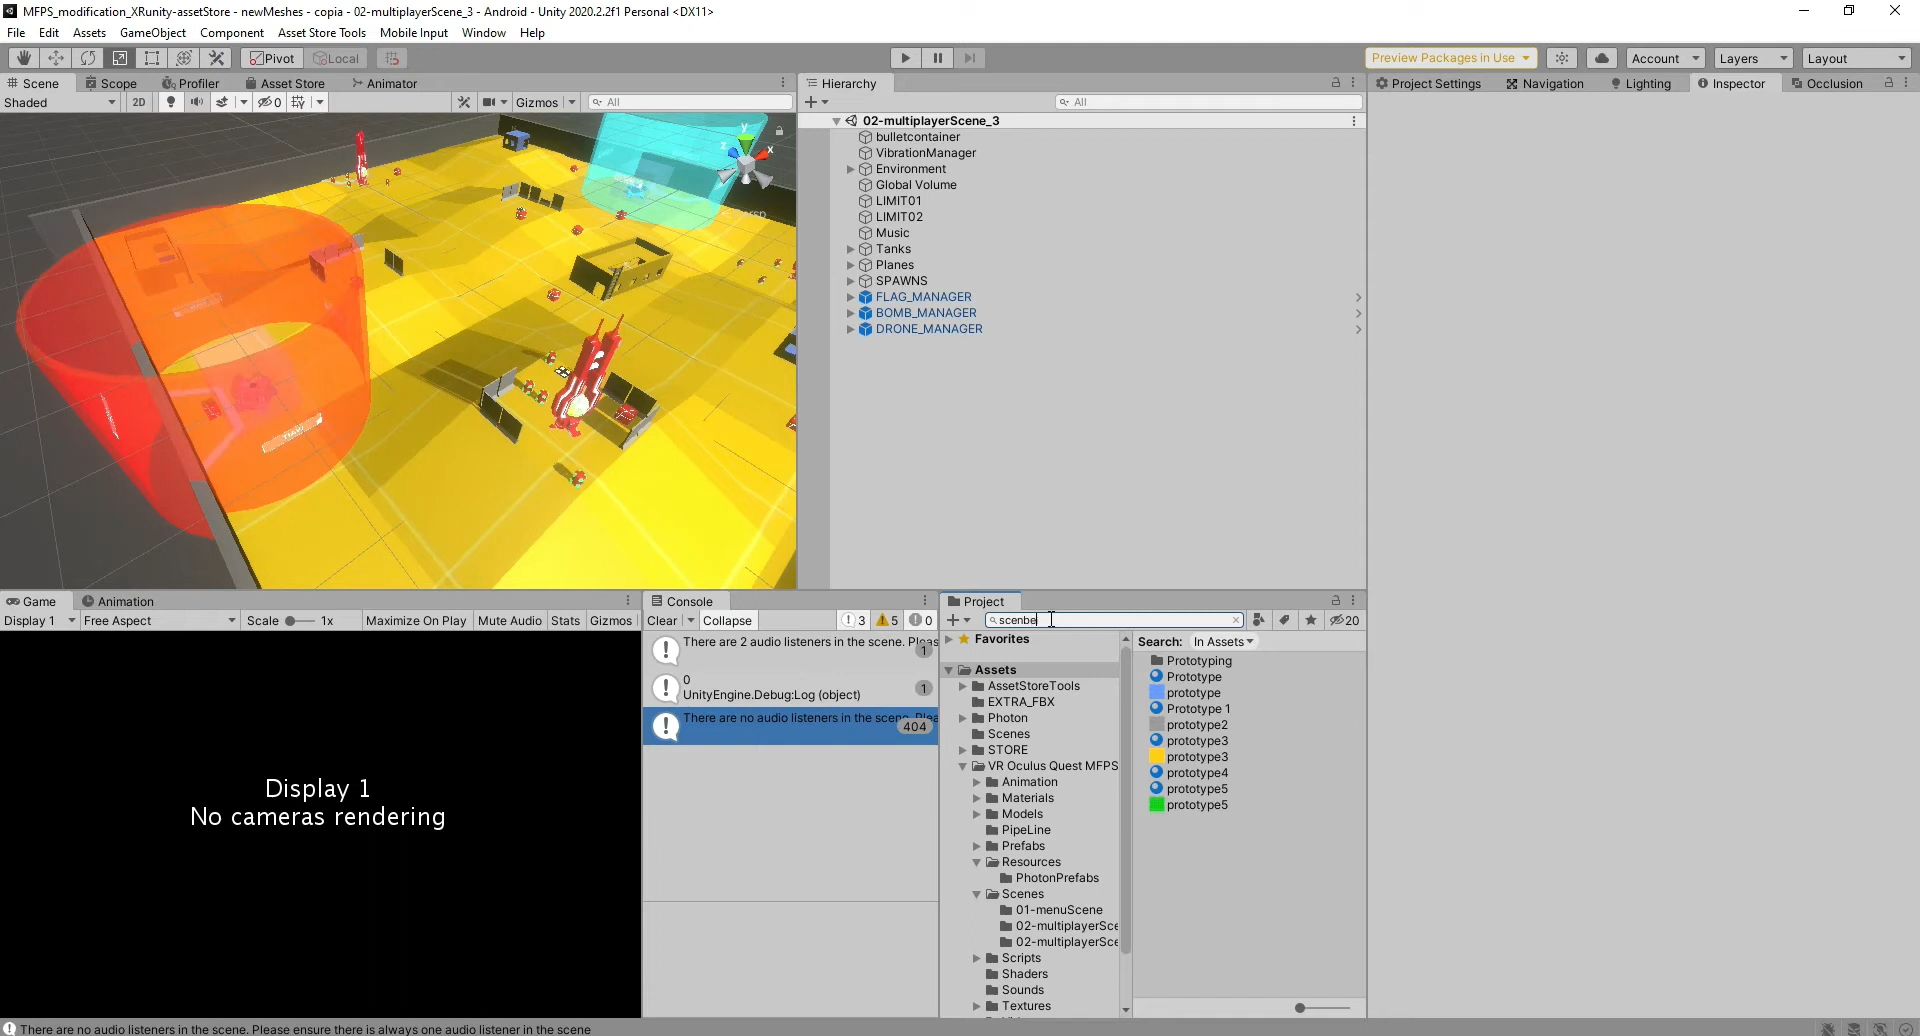 MFPS_modification_XRunity-assetStore - newMeshes - copia - 02-multiplayerScene_3 - Android - Unity 2020.2.2f1 Personal <DX11>
File Edit Assets GameObject Component Asset Store Tools Mobile Input Window Help
Pivot Local Preview Packages in Use Account Layers Layout
Scene Scope Profiler Asset Store Animator
Shaded 2D 0 Gizmos All
y
x
z
Persp
Hierarchy
All
02-multiplayerScene_3
bulletcontainer
VibrationManager
Environment
Global Volume
LIMIT01
LIMIT02
Music
Tanks
Planes
SPAWNS
FLAG_MANAGER
BOMB_MANAGER
DRONE_MANAGER
Project Settings Navigation Lighting Inspector Occlusion
Game Animation
Display 1 Free Aspect Scale 1x Maximize On Play Mute Audio Stats Gizmos
Display 1
No cameras rendering
Console
Clear Collapse 3 5 0
There are 2 audio listeners in the scene. Pleas
1
0
UnityEngine.Debug:Log (object)
1
There are no audio listeners in the scene. Plea
404
Project
scenbe 20
Favorites
Assets
AssetStoreTools
EXTRA_FBX
Photon
Scenes
STORE
VR Oculus Quest MFPS
Animation
Materials
Models
PipeLine
Prefabs
Resources
PhotonPrefabs
Scenes
01-menuScene
02-multiplayerSce
02-multiplayerSce
Scripts
Shaders
Sounds
Textures
Search: In Assets
Prototyping
Prototype
prototype
Prototype 1
prototype2
prototype3
prototype3
prototype4
prototype5
prototype5
There are no audio listeners in the scene. Please ensure there is always one audio listener in the scene